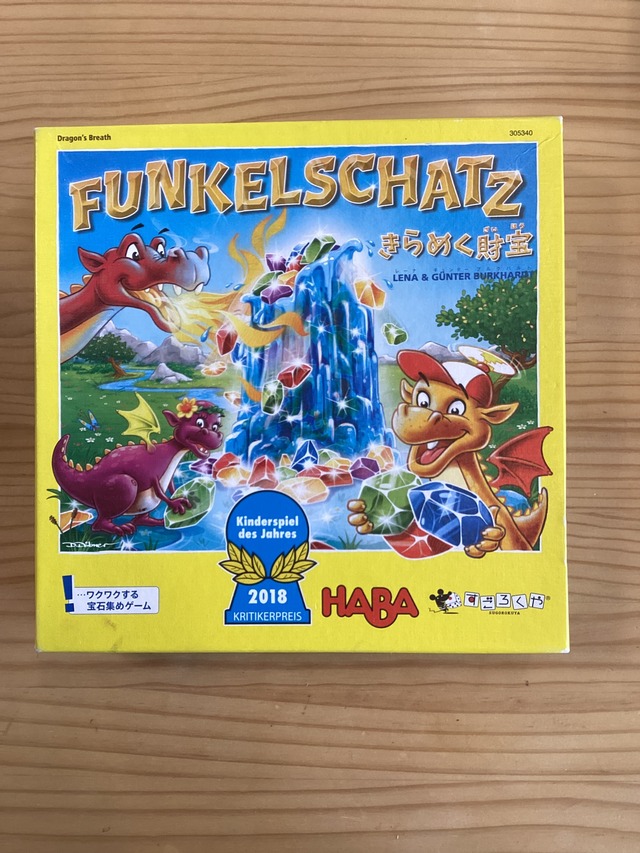 Dragon's Breath
305340
FUNKELSCHATZ
きらめく財宝
LENA & GÜNTER BURKHARDT
Kinderspiel
des Jahres
2018
KRITIKERPREIS
HABA
すごろくや
SUGOROKUYA
!
…ワクワクする
宝石集めゲーム